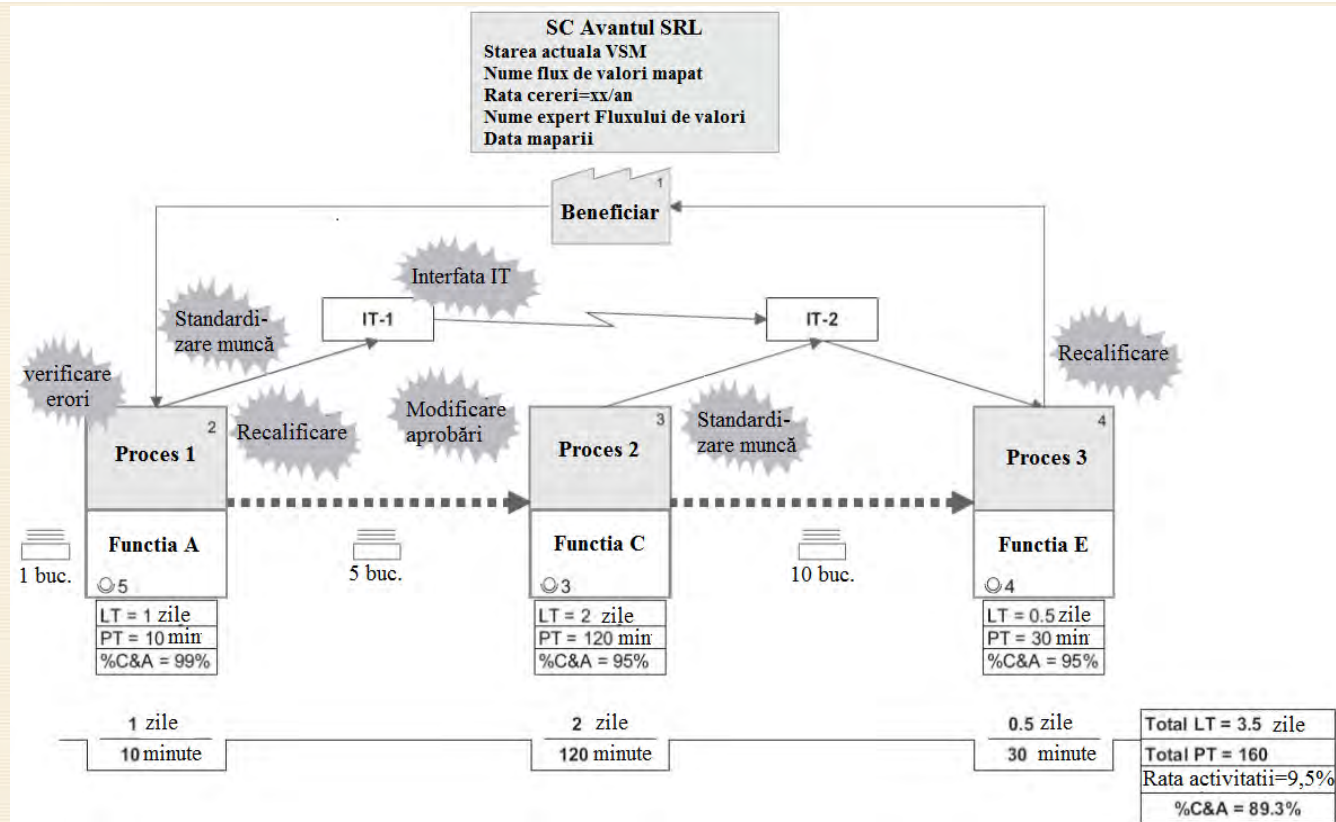 SC Avantul SRL
Starea actuala VSM
Nume flux de valori mapat
Rata cereri=xx/an
Nume expert Fluxului de valori
Data maparii
1
Beneficiar
Interfata IT
IT-1
IT-2
Standardi-
zare muncă
verificare
erori
Recalificare
Modificare
aprobări
Standardi-
zare muncă
Recalificare
2
Proces 1
3
Proces 2
4
Proces 3
1 buc.
Functia A
5
5 buc.
Functia C
3
10 buc.
Functia E
4
LT = 1 zile
PT = 10 min
%C&A = 99%
LT = 2 zile
PT = 120 min
%C&A = 95%
LT = 0.5 zile
PT = 30 min
%C&A = 95%
1 zile
10 minute
2 zile
120 minute
0.5 zile
30 minute
Total LT = 3.5 zile
Total PT = 160
Rata activitatii=9,5%
%C&A = 89.3%